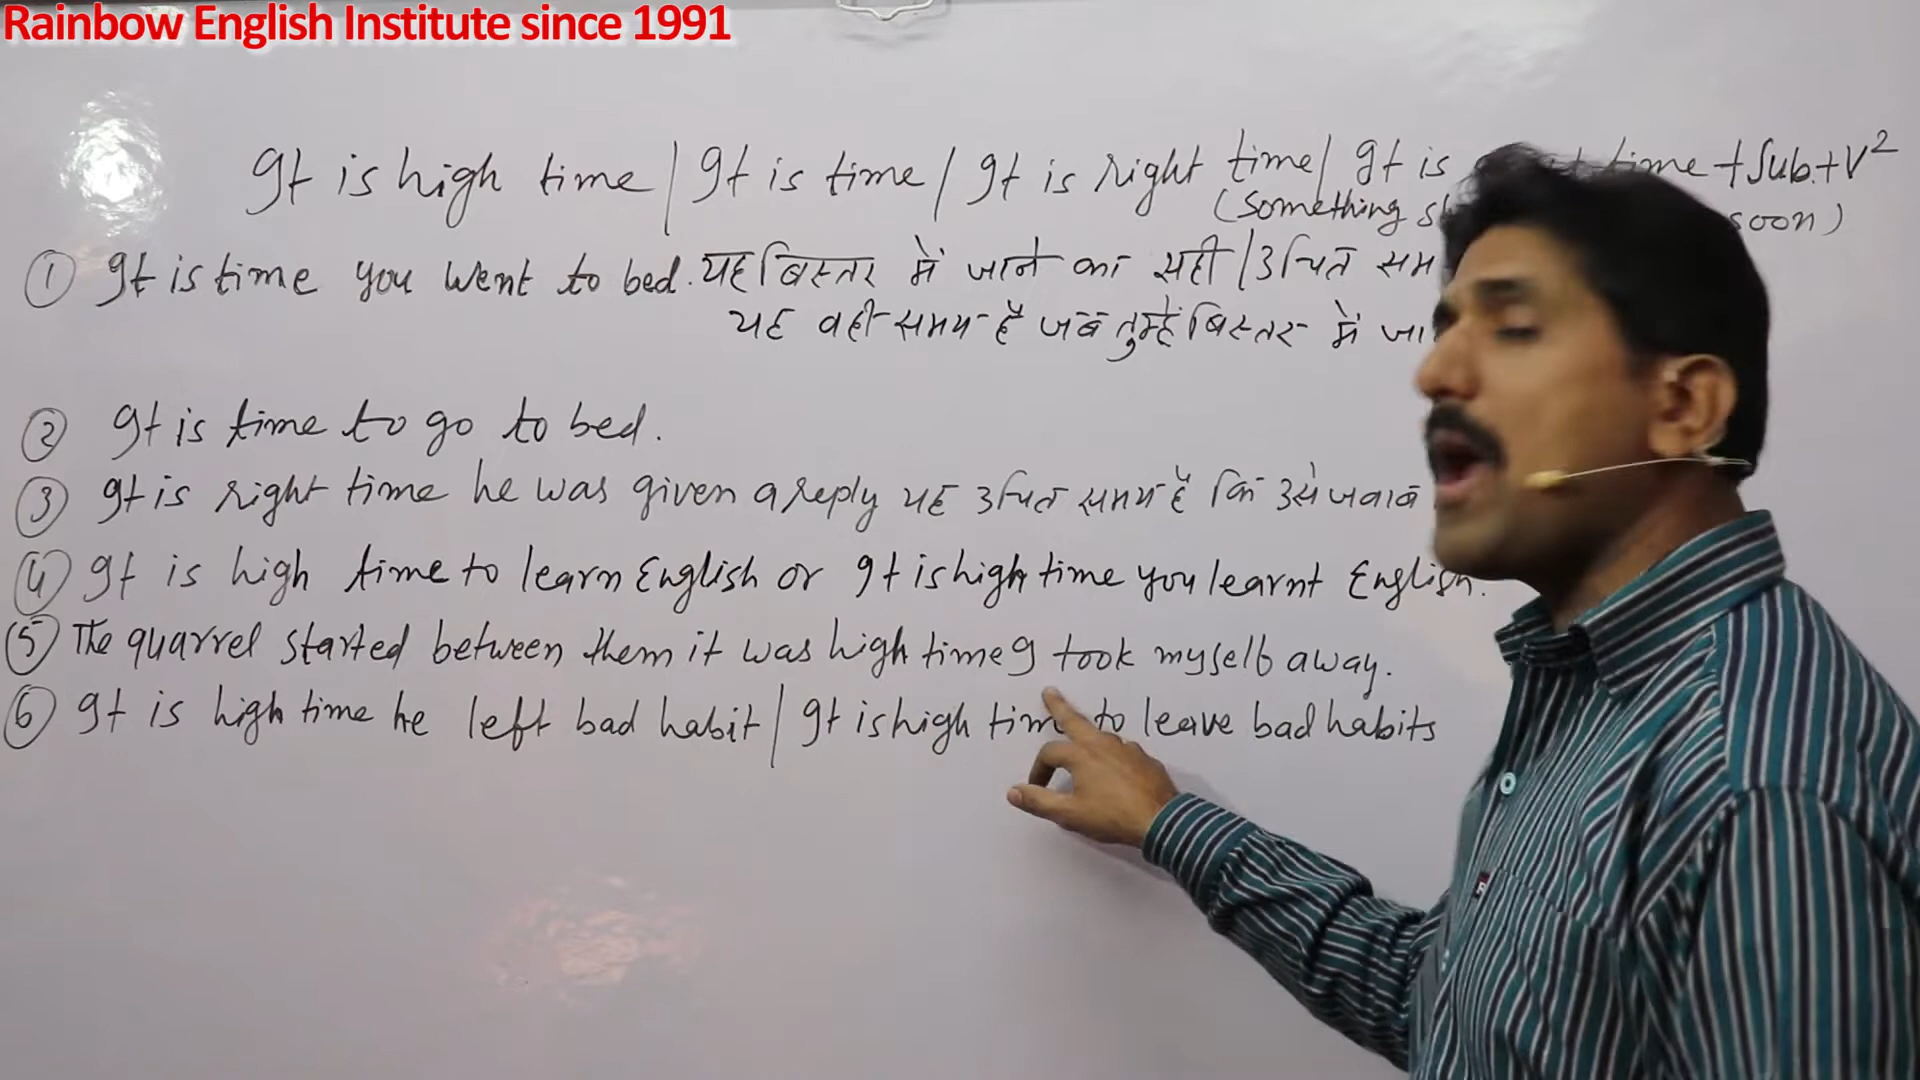 Rainbow English Institute since 1991
It is high time / It is time / It is right time / It is time + Sub. + V²
(Something soon)
① It is time you went to bed. यह बिस्तर में जाने का सही / उचित
यह वही समय है जब तुम्हें बिस्तर में
② It is time to go to bed.
③ It is right time he was given a reply यह उचित समय है कि उसे जवाब
④ It is high time to learn English or It is high time you learnt English.
⑤ The quarrel started between them it was high time I took myself away.
⑥ It is high time he left bad habit / It is high time to leave bad habits